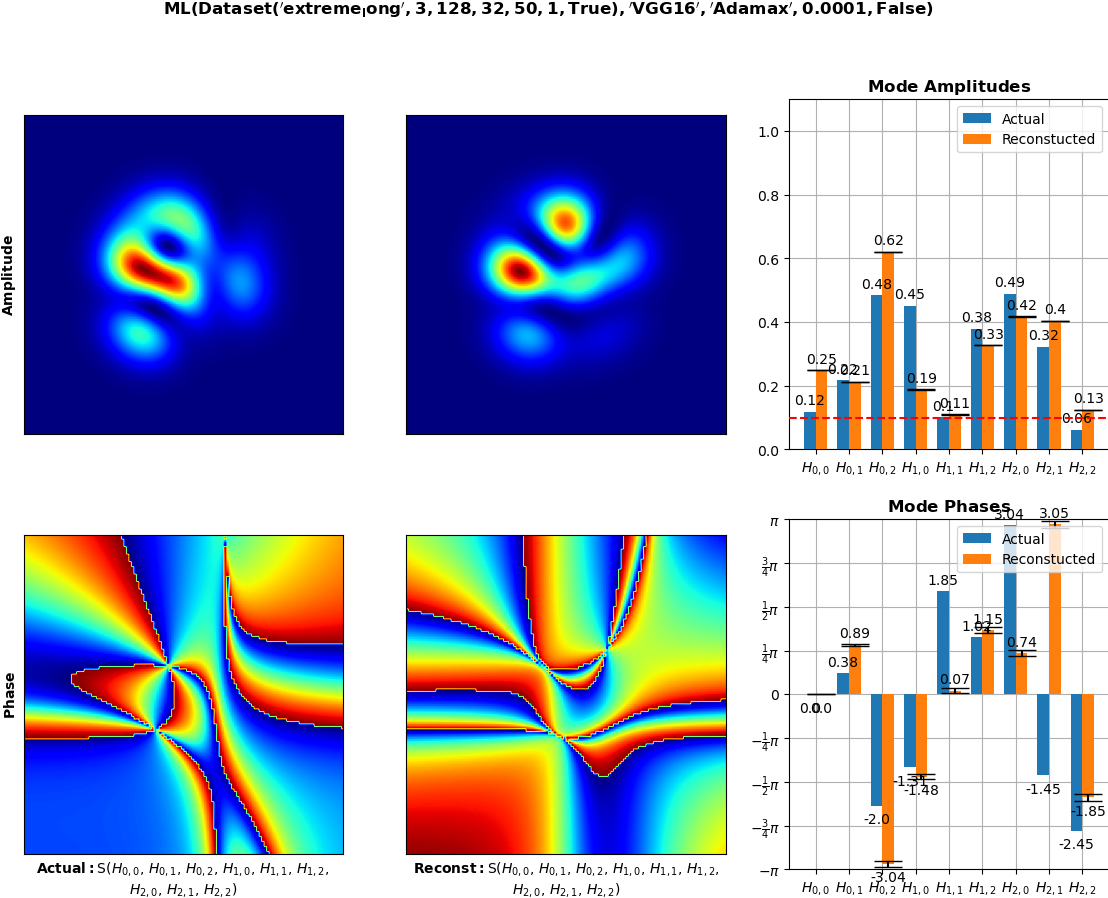 ML(Dataset(′extreme_long′, 3, 128, 32, 50, 1, True), ′VGG16′, ′Adamax′, 0.0001, False)
Amplitude
Mode Amplitudes
Actual
Reconstucted
1.0
0.8
0.6
0.4
0.2
0.0
0.12
0.25
0.22
0.21
0.48
0.62
0.45
0.19
0.1
0.11
0.38
0.33
0.49
0.42
0.32
0.4
0.06
0.13
H0,0 H0,1 H0,2 H1,0 H1,1 H1,2 H2,0 H2,1 H2,2
Phase
Mode Phases
Actual
Reconstucted
π
3/4π
1/2π
1/4π
0
−1/4π
−1/2π
−3/4π
−π
0.0
0.0
0.38
0.89
-2.0
-3.04
-1.31
-1.48
1.85
0.07
1.02
1.15
3.04
0.74
-1.45
3.05
-2.45
-1.85
H0,0 H0,1 H0,2 H1,0 H1,1 H1,2 H2,0 H2,1 H2,2
Actual: S(H0,0, H0,1, H0,2, H1,0, H1,1, H1,2,
H2,0, H2,1, H2,2)
Reconst: S(H0,0, H0,1, H0,2, H1,0, H1,1, H1,2,
H2,0, H2,1, H2,2)